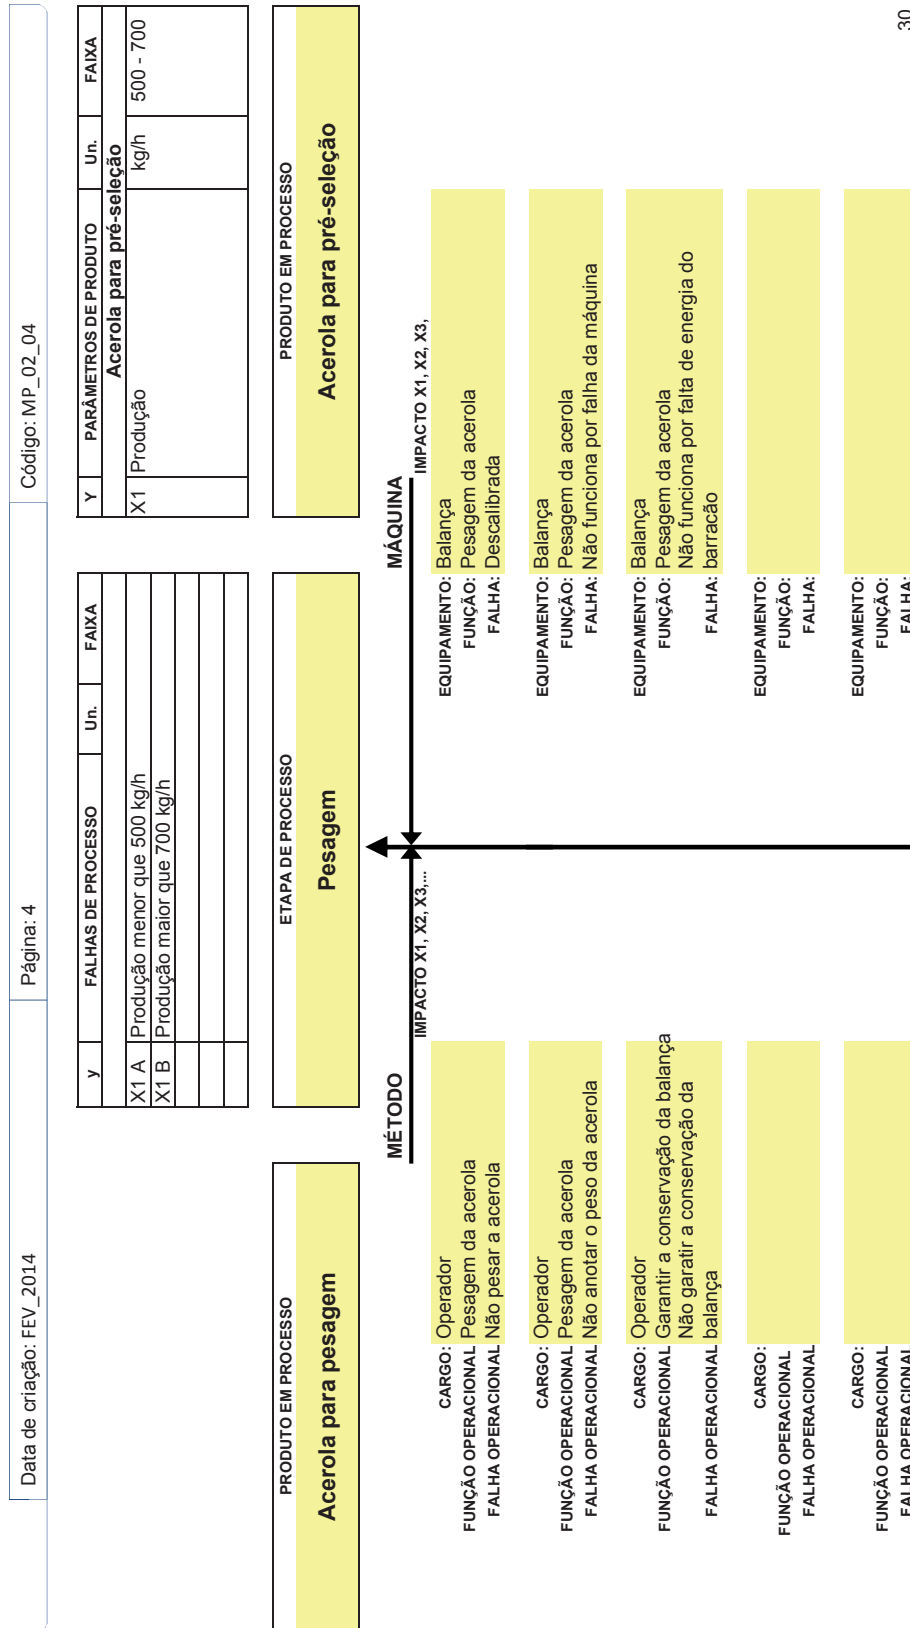 Data de criação: FEV_2014
Página: 4
Código: MP_02_04
y FALHAS DE PROCESSO Un. FAIXA
X1 A Produção menor que 500 kg/h
X1 B Produção maior que 700 kg/h
Y PARÂMETROS DE PRODUTO Un. FAIXA
Acerola para pré-seleção
X1 Produção kg/h 500 - 700
PRODUTO EM PROCESSO
Acerola para pesagem
ETAPA DE PROCESSO
Pesagem
PRODUTO EM PROCESSO
Acerola para pré-seleção
MÉTODO
IMPACTO X1, X2, X3,...
MÁQUINA
IMPACTO X1, X2, X3,
CARGO: Operador
FUNÇÃO OPERACIONAL Pesagem da acerola
FALHA OPERACIONAL Não pesar a acerola
CARGO: Operador
FUNÇÃO OPERACIONAL Pesagem da acerola
FALHA OPERACIONAL Não anotar o peso da acerola
CARGO: Operador
FUNÇÃO OPERACIONAL Garantir a conservação da balança
Não garatir a conservação da
FALHA OPERACIONAL balança
CARGO:
FUNÇÃO OPERACIONAL
FALHA OPERACIONAL
CARGO:
FUNÇÃO OPERACIONAL
FALHA OPERACIONAL
EQUIPAMENTO: Balança
FUNÇÃO: Pesagem da acerola
FALHA: Descalibrada
EQUIPAMENTO: Balança
FUNÇÃO: Pesagem da acerola
FALHA: Não funciona por falha da máquina
EQUIPAMENTO: Balança
FUNÇÃO: Pesagem da acerola
Não funciona por falta de energia do
FALHA: barracão
EQUIPAMENTO:
FUNÇÃO:
FALHA:
EQUIPAMENTO:
FUNÇÃO:
FALHA:
30